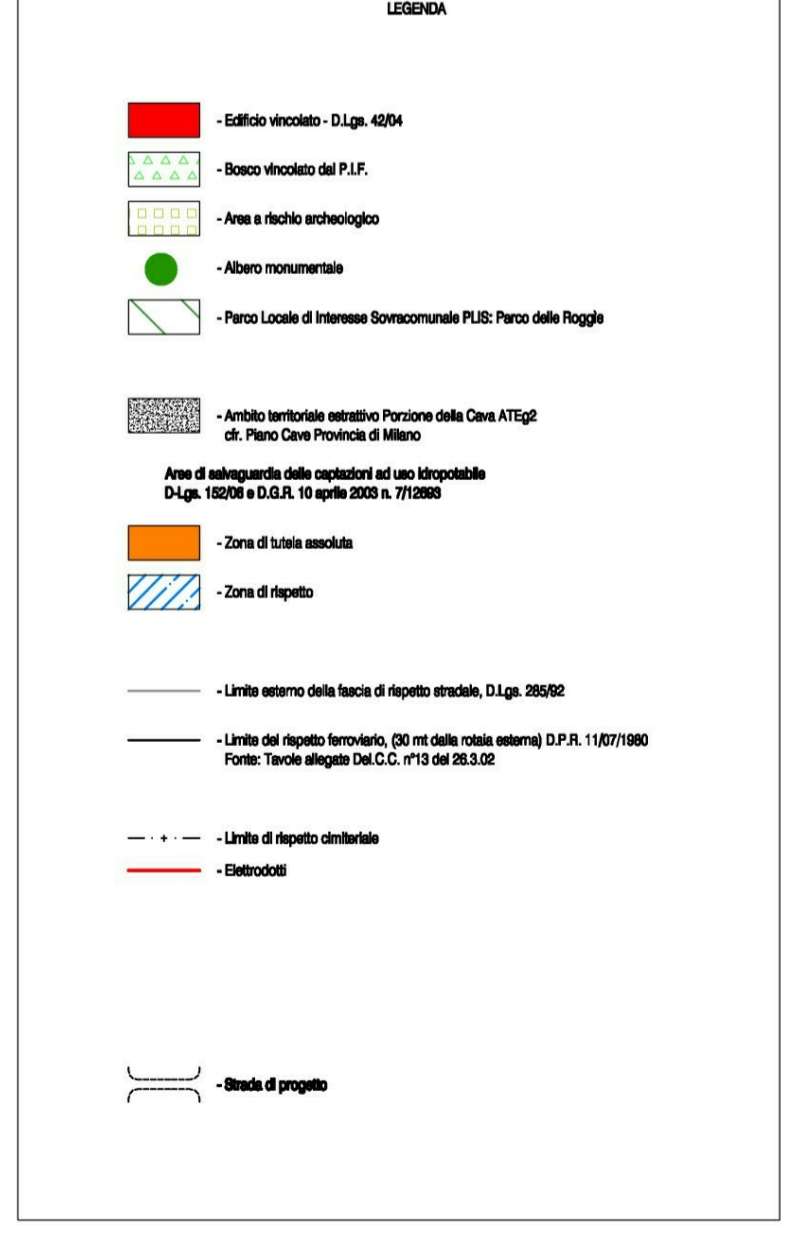 LEGENDA
- Edificio vincolato - D.Lgs. 42/04
- Bosco vincolato dal P.I.F.
- Area a rischio archeologico
- Albero monumentale
- Parco Locale di Interesse Sovracomunale PLIS: Parco delle Roggie
- Ambito territoriale estrattivo Porzione della Cava ATEg2
cfr. Piano Cave Provincia di Milano
Aree di salvaguardia delle captazioni ad uso idropotabile
D-Lgs. 152/06 e D.G.R. 10 aprile 2003 n. 7/12693
- Zona di tutela assoluta
- Zona di rispetto
- Limite esterno della fascia di rispetto stradale, D.Lgs. 285/92
- Limite del rispetto ferroviario, (30 mt dalla rotaia esterna) D.P.R. 11/07/1980
Fonte: Tavole allegate Del.C.C. n°13 del 26.3.02
- Limite di rispetto cimiteriale
- Elettrodotti
- Strada di progetto